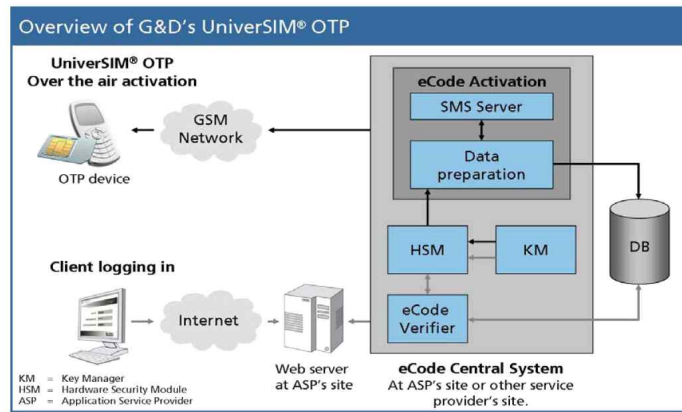 Overview of G&D's UniverSIM® OTP
UniverSIM® OTP
Over the air activation
OTP device
GSM
Network
eCode Activation
SMS Server
Data
preparation
HSM
KM
DB
eCode
Verifier
Client logging in
Internet
Web server
at ASP's site
eCode Central System
At ASP's site or other service
provider's site.
KM = Key Manager
HSM = Hardware Security Module
ASP = Application Service Provider